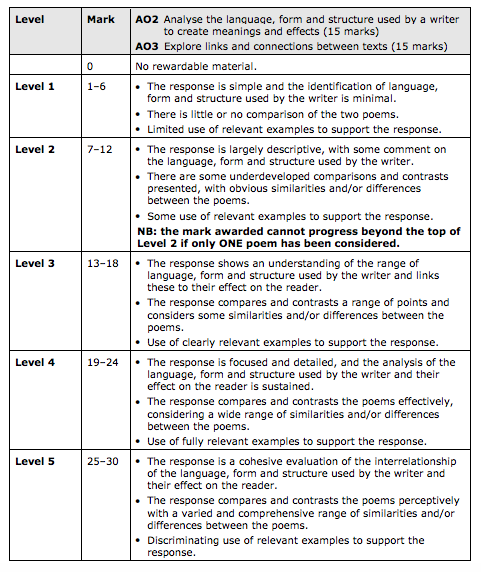 Level Mark AO2 Analyse the language, form and structure used by a writer
to create meanings and effects (15 marks)
AO3 Explore links and connections between texts (15 marks)
0 No rewardable material.
Level 1 1–6 • The response is simple and the identification of language,
form and structure used by the writer is minimal.
• There is little or no comparison of the two poems.
• Limited use of relevant examples to support the response.
Level 2 7–12 • The response is largely descriptive, with some comment on
the language, form and structure used by the writer.
• There are some underdeveloped comparisons and contrasts
presented, with obvious similarities and/or differences
between the poems.
• Some use of relevant examples to support the response.
NB: the mark awarded cannot progress beyond the top of
Level 2 if only ONE poem has been considered.
Level 3 13–18 • The response shows an understanding of the range of
language, form and structure used by the writer and links
these to their effect on the reader.
• The response compares and contrasts a range of points and
considers some similarities and/or differences between the
poems.
• Use of clearly relevant examples to support the response.
Level 4 19–24 • The response is focused and detailed, and the analysis of the
language, form and structure used by the writer and their
effect on the reader is sustained.
• The response compares and contrasts the poems effectively,
considering a wide range of similarities and/or differences
between the poems.
• Use of fully relevant examples to support the response.
Level 5 25–30 • The response is a cohesive evaluation of the interrelationship
of the language, form and structure used by the writer and
their effect on the reader.
• The response compares and contrasts the poems perceptively
with a varied and comprehensive range of similarities and/or
differences between the poems.
• Discriminating use of relevant examples to support the
response.